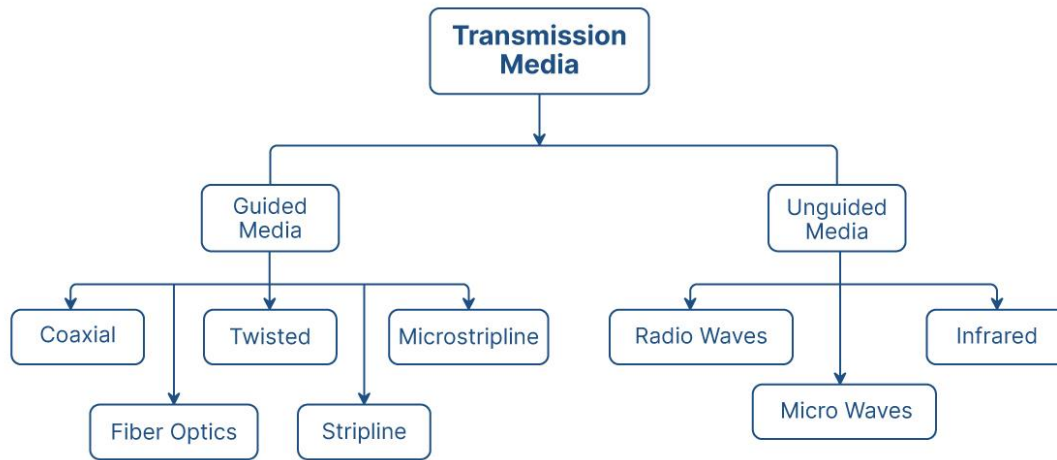 Transmission
Media
Guided
Media
Unguided
Media
Coaxial
Twisted
Microstripline
Radio Waves
Infrared
Fiber Optics
Stripline
Micro Waves